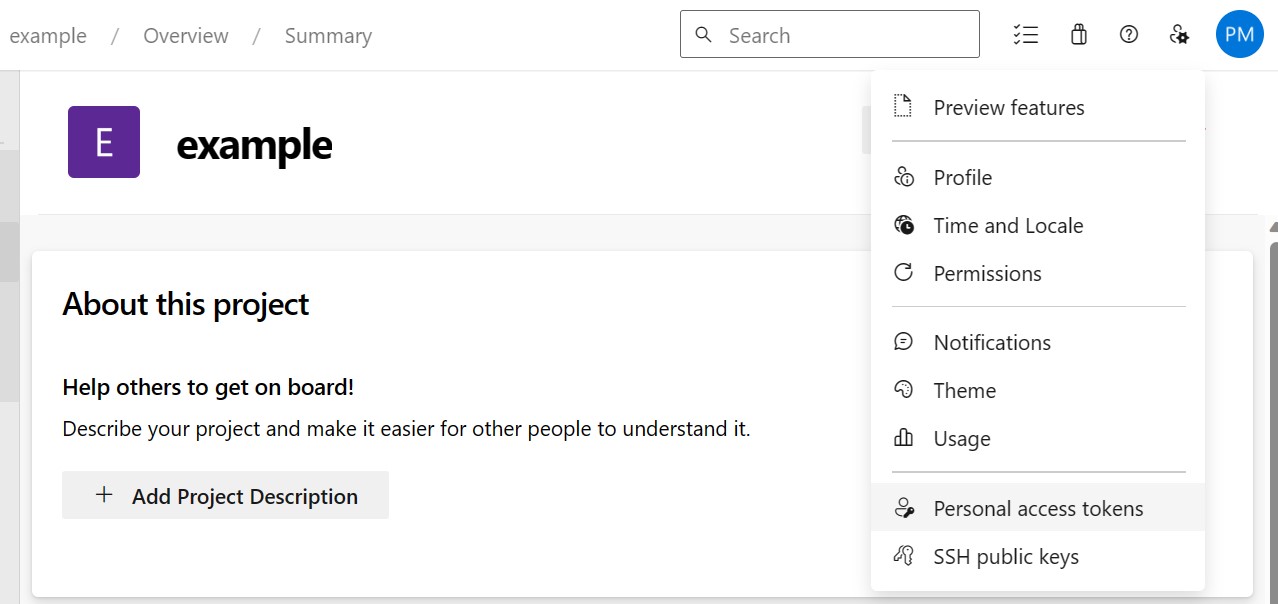 example / Overview / Summary
Search
PM
Preview features
E
example
Profile
Time and Locale
Permissions
About this project
Notifications
Help others to get on board!
Theme
Describe your project and make it easier for other people to understand it.
Usage
+ Add Project Description
Personal access tokens
SSH public keys